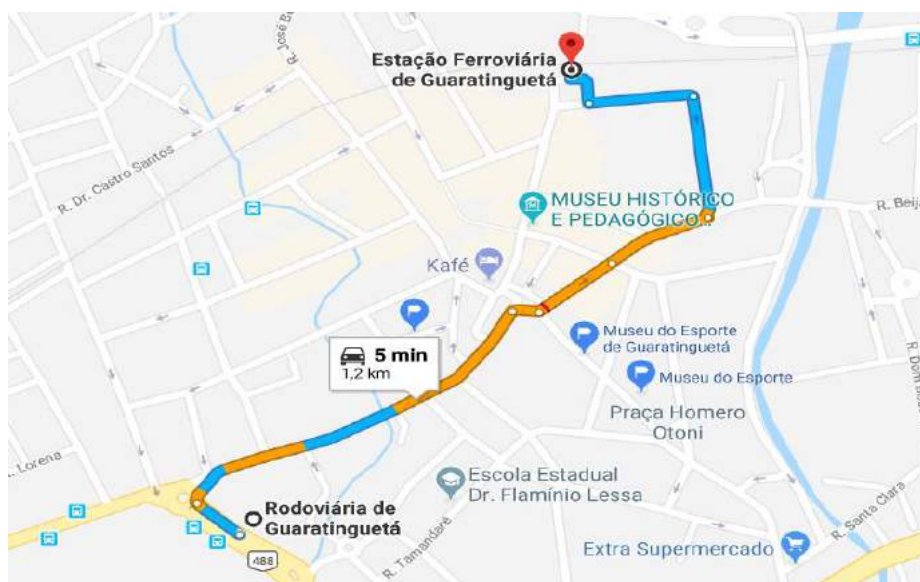 Estação Ferroviária
de Guaratinguetá
R. Dr. Castro Santos
MUSEU HISTÓRICO
E PEDAGÓGICO...
R. Beija
Kafé
5 min
1,2 km
Museu do Esporte
de Guaratinguetá
Museu do Esporte
Praça Homero
Otoni
Lorena
Escola Estadual
Dr. Flamínio Lessa
Rodoviária de
Guaratinguetá
R. Tamandaré
R. Santa Clara
Extra Supermercado
488